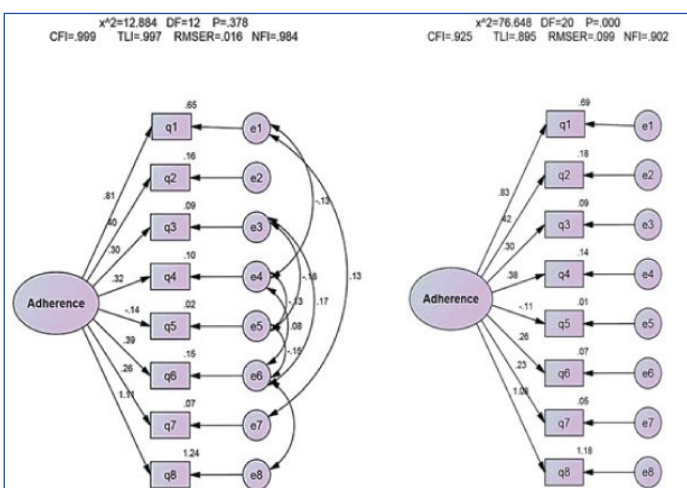 x^2=12.884 DF=12 P=.378
CFI=.999 TLI=.997 RMSER=.016 NFI=.984
.65
q1
e1
.16
q2
e2
.09
q3
e3
.10
q4
e4
.02
q5
e5
.15
q6
e6
.07
q7
e7
1.24
q8
e8
Adherence
.81
.40
.30
.32
-.14
.39
.26
1.11
-.13
.13
-.18
.17
-.13
.08
-.15
x^2=76.648 DF=20 P=.000
CFI=.925 TLI=.895 RMSER=.099 NFI=.902
.69
q1
e1
.18
q2
e2
.09
q3
e3
.14
q4
e4
.01
q5
e5
.07
q6
e6
.05
q7
e7
1.18
q8
e8
Adherence
.83
.42
.30
.38
-.11
.26
.23